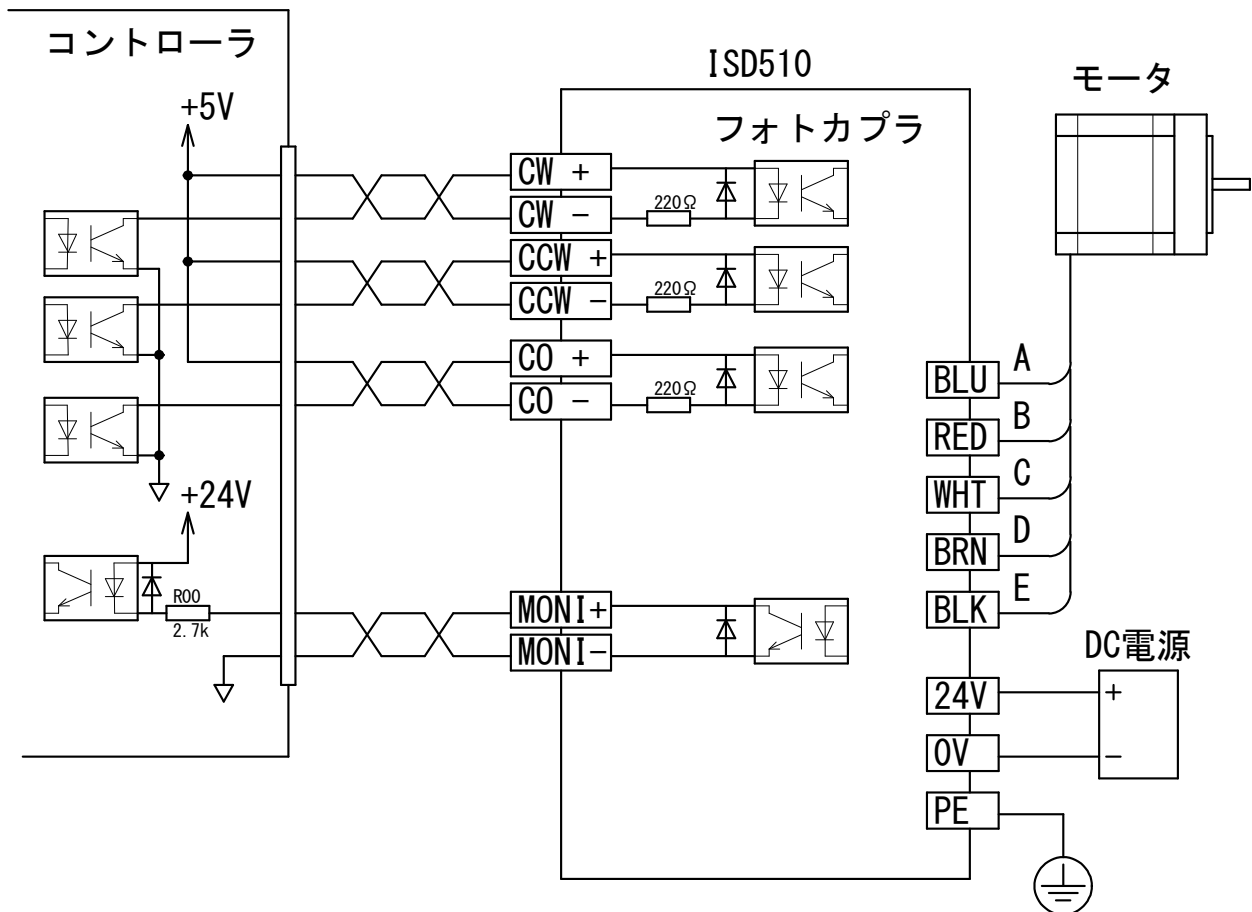 コントローラ
ISD510
モータ
+5V
フォトカプラ
CW +
220Ω
CW -
CCW +
220Ω
CCW -
CO +
220Ω
CO -
A
BLU
B
RED
C
WHT
D
BRN
E
BLK
+24V
R00
2.7k
MONI+
MONI-
DC電源
24V
+
0V
-
PE